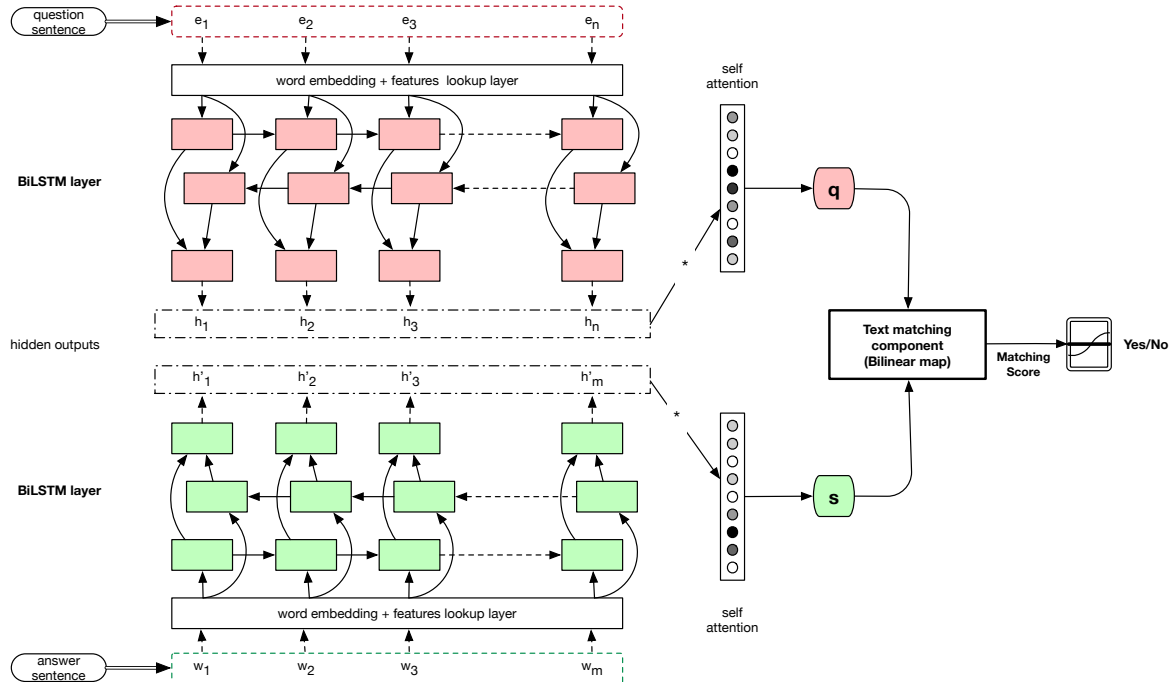 question
sentence
e1 e2 e3 en
word embedding + features lookup layer
self
attention
BiLSTM layer
q
*
h1 h2 h3 hn
hidden outputs
Text matching
component
(Bilinear map)
Matching
Score
Yes/No
h'1 h'2 h'3 h'm
*
BiLSTM layer
s
word embedding + features lookup layer
self
attention
answer
sentence
w1 w2 w3 wm